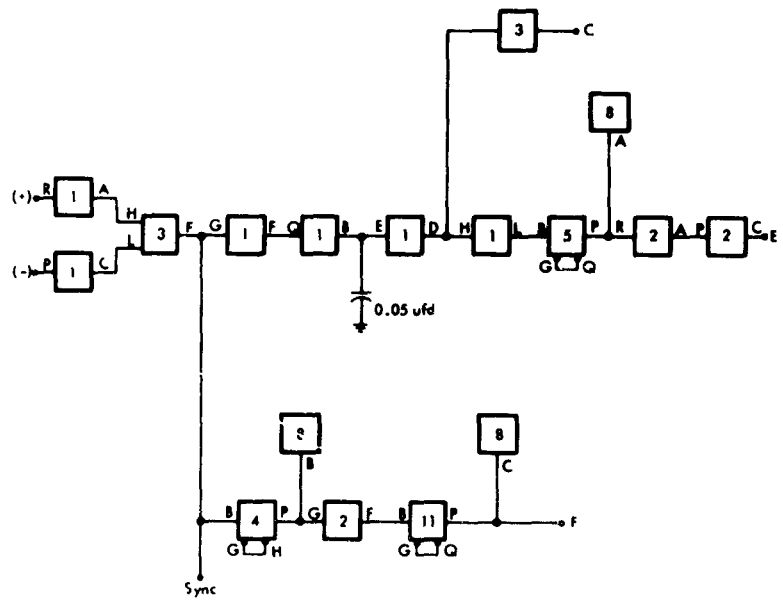 3 C
8
A
R 1 A
(+)
H
3 F G 1 F Q 1 B E 1 D H 1 L B 5 P R 2 A P 2 C E
L
G Q
(-) P 1 C
0.05 ufd
8
B
8
C
B 4 P G 2 F B 11 P F
G H
G Q
Sync